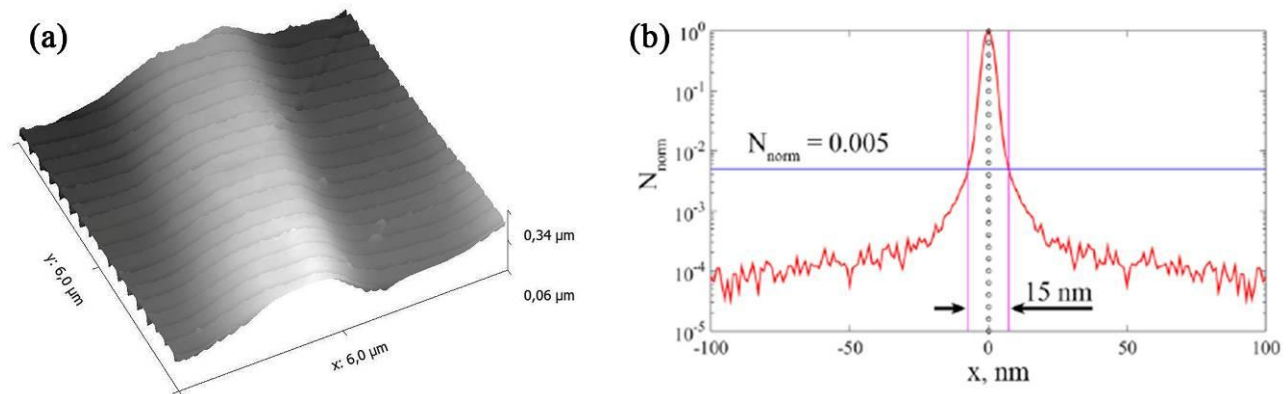 (a)
0,34 µm
0,06 µm
y: 6,0 µm
x: 6,0 µm
(b)
10^0
10^-1
10^-2
10^-3
10^-4
10^-5
N_norm
N_norm = 0.005
15 nm
-100
-50
0
50
100
x, nm